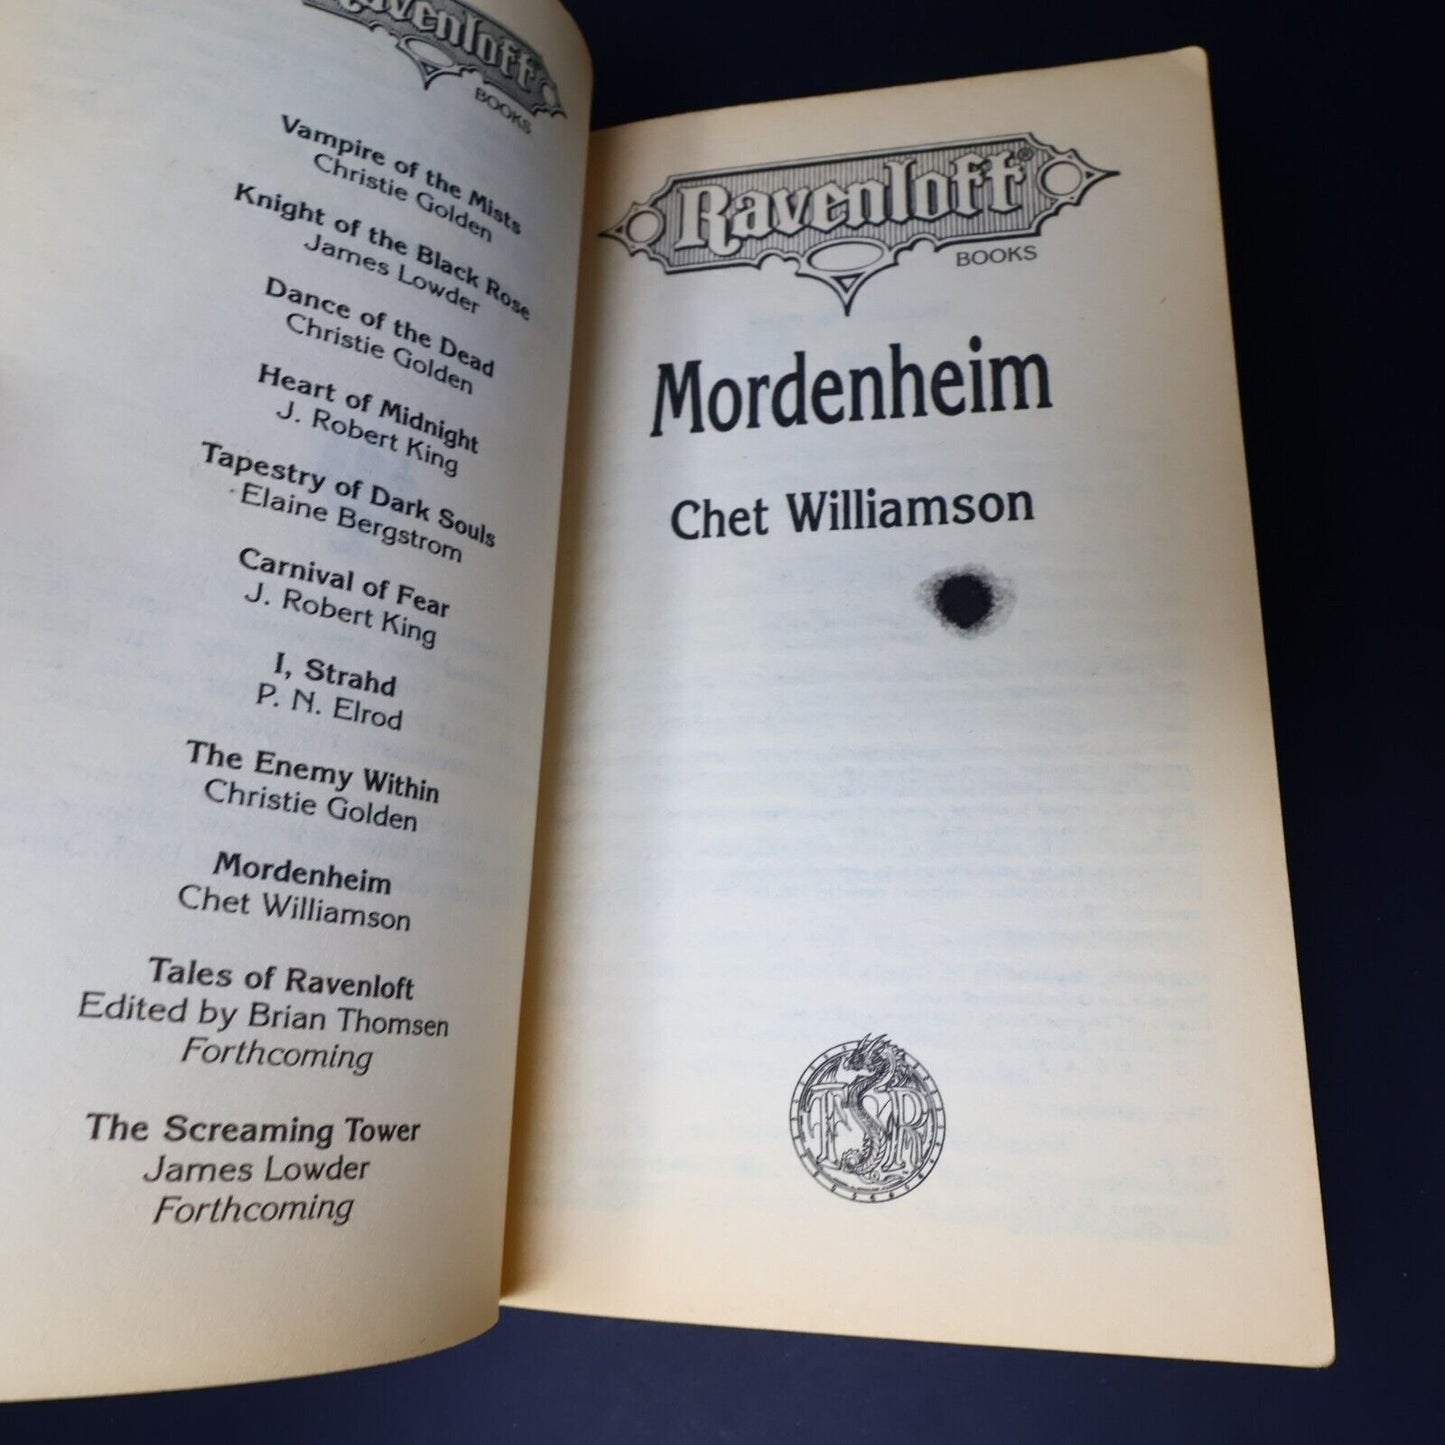 Ravenloft
BOOKS
Vampire of the Mists
Christie Golden
Knight of the Black Rose
James Lowder
Dance of the Dead
Christie Golden
Heart of Midnight
J. Robert King
Tapestry of Dark Souls
Elaine Bergstrom
Carnival of Fear
J. Robert King
I, Strahd
P. N. Elrod
The Enemy Within
Christie Golden
Mordenheim
Chet Williamson
Tales of Ravenloft
Edited by Brian Thomsen
Forthcoming
The Screaming Tower
James Lowder
Forthcoming
Ravenloft®
BOOKS
Mordenheim
Chet Williamson
TSR